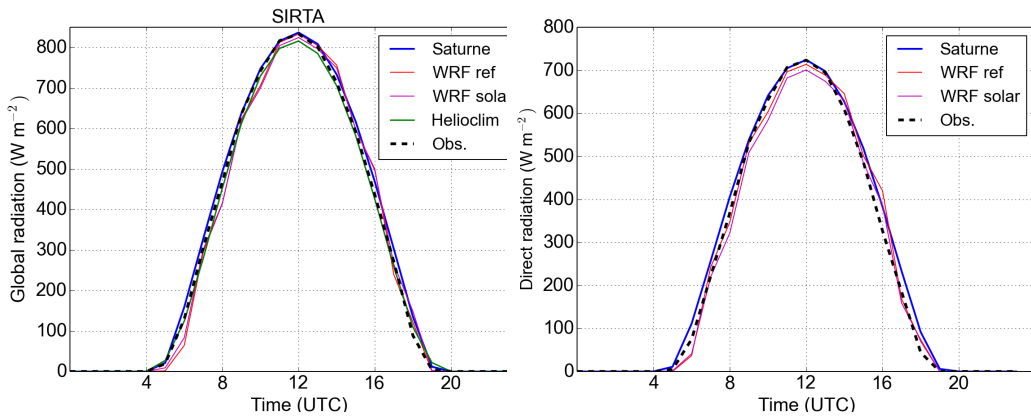 SIRTA
Global radiation (W m−2)
800
700
600
500
400
300
200
100
0
4 8 12 16 20
Time (UTC)
Saturne
WRF ref
WRF sola
Helioclim
Obs.
Direct radiation (W m−2)
800
700
600
500
400
300
200
100
0
4 8 12 16 20
Time (UTC)
Saturne
WRF ref
WRF solar
Obs.